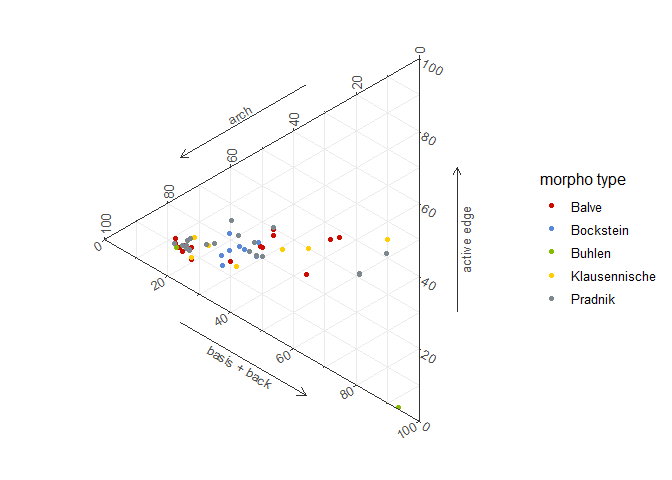 0
100
20
80
arch
40
60
60
80
40
100
0
20
20
40
60
80
100
0
active edge
basis + back
morpho type
Balve
Bockstein
Buhlen
Klausennische
Pradnik